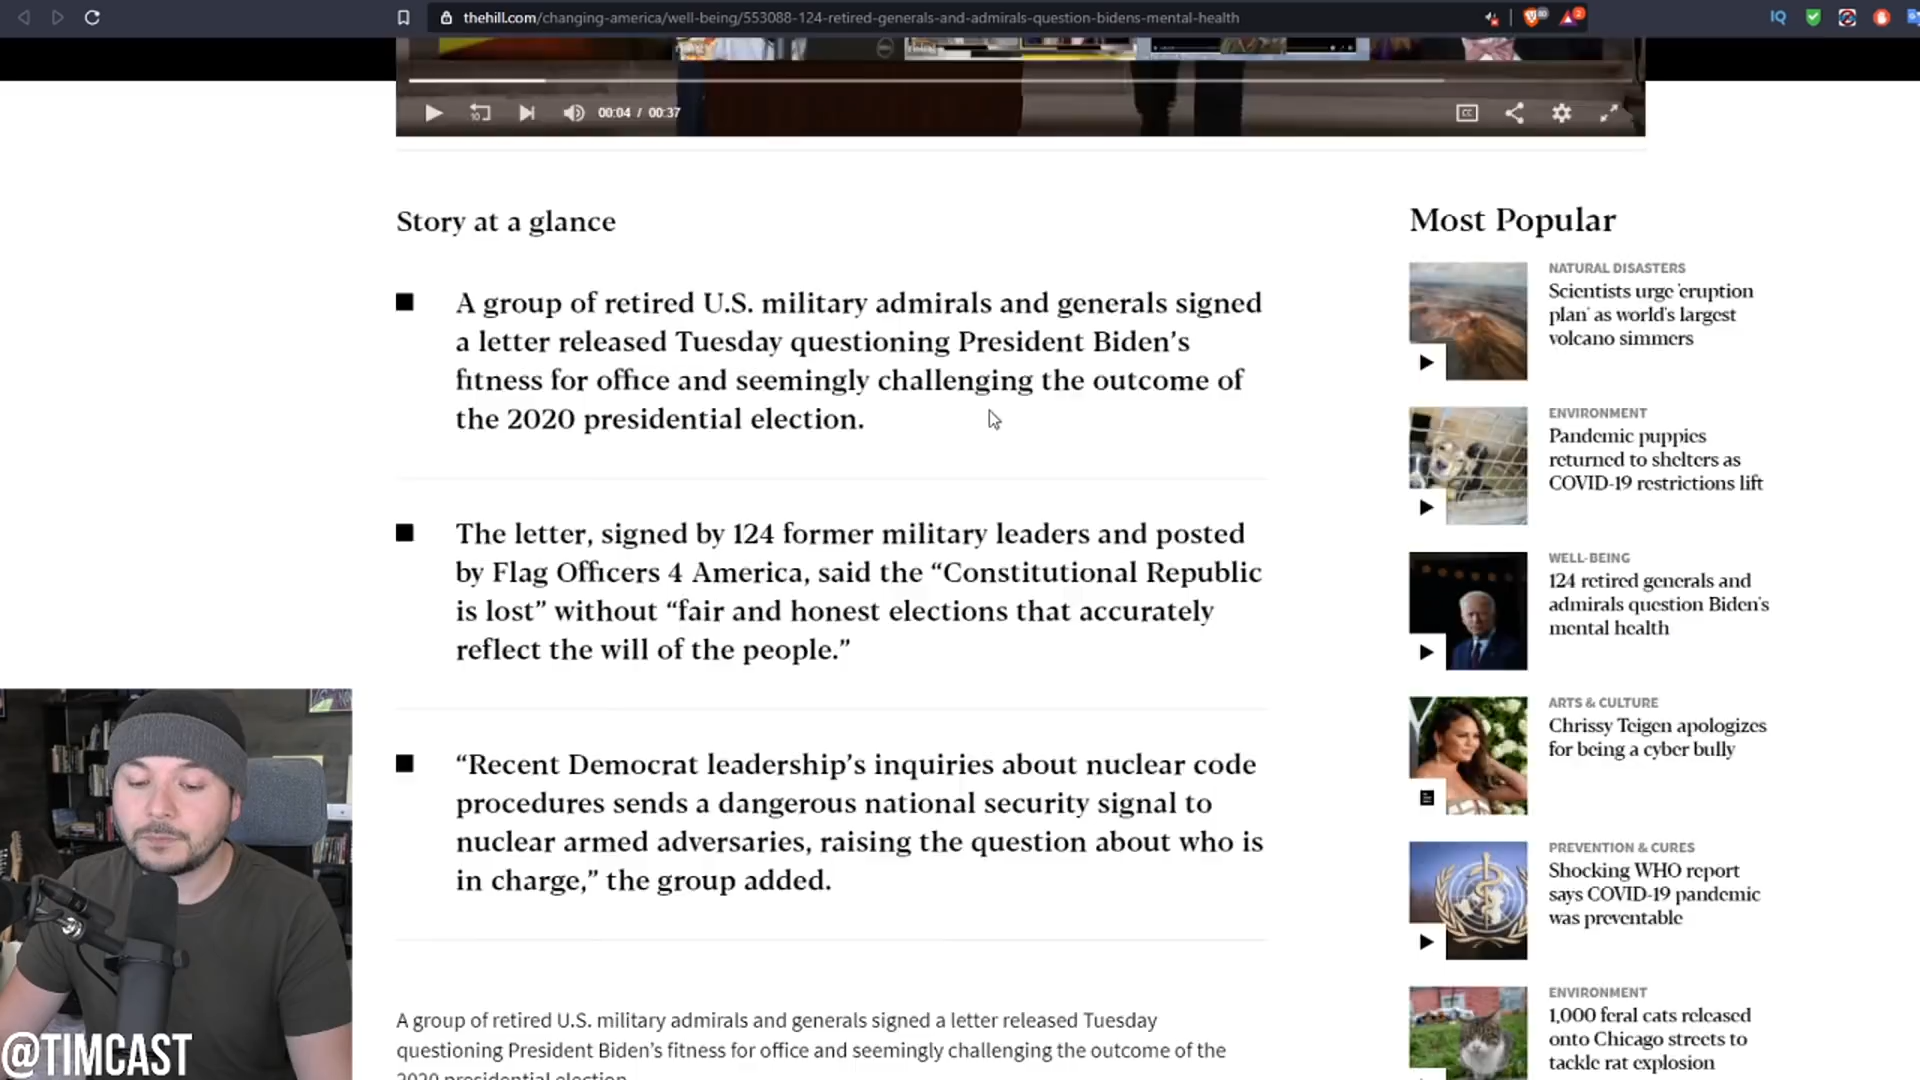 thehill.com/changing-america/well-being/553088-124-retired-generals-and-admirals-question-bidens-mental-health
IQ
10
00:04 / 00:37
CC
Story at a glance
A group of retired U.S. military admirals and generals signed
a letter released Tuesday questioning President Biden's
fitness for office and seemingly challenging the outcome of
the 2020 presidential election.
The letter, signed by 124 former military leaders and posted
by Flag Officers 4 America, said the “Constitutional Republic
is lost” without “fair and honest elections that accurately
reflect the will of the people.”
“Recent Democrat leadership's inquiries about nuclear code
procedures sends a dangerous national security signal to
nuclear armed adversaries, raising the question about who is
in charge,” the group added.
A group of retired U.S. military admirals and generals signed a letter released Tuesday
questioning President Biden's fitness for office and seemingly challenging the outcome of the
2020 presidential election.
Most Popular
NATURAL DISASTERS
Scientists urge 'eruption
plan' as world's largest
volcano simmers
ENVIRONMENT
Pandemic puppies
returned to shelters as
COVID-19 restrictions lift
WELL-BEING
124 retired generals and
admirals question Biden's
mental health
ARTS & CULTURE
Chrissy Teigen apologizes
for being a cyber bully
PREVENTION & CURES
Shocking WHO report
says COVID-19 pandemic
was preventable
ENVIRONMENT
1,000 feral cats released
onto Chicago streets to
tackle rat explosion
@TIMCAST